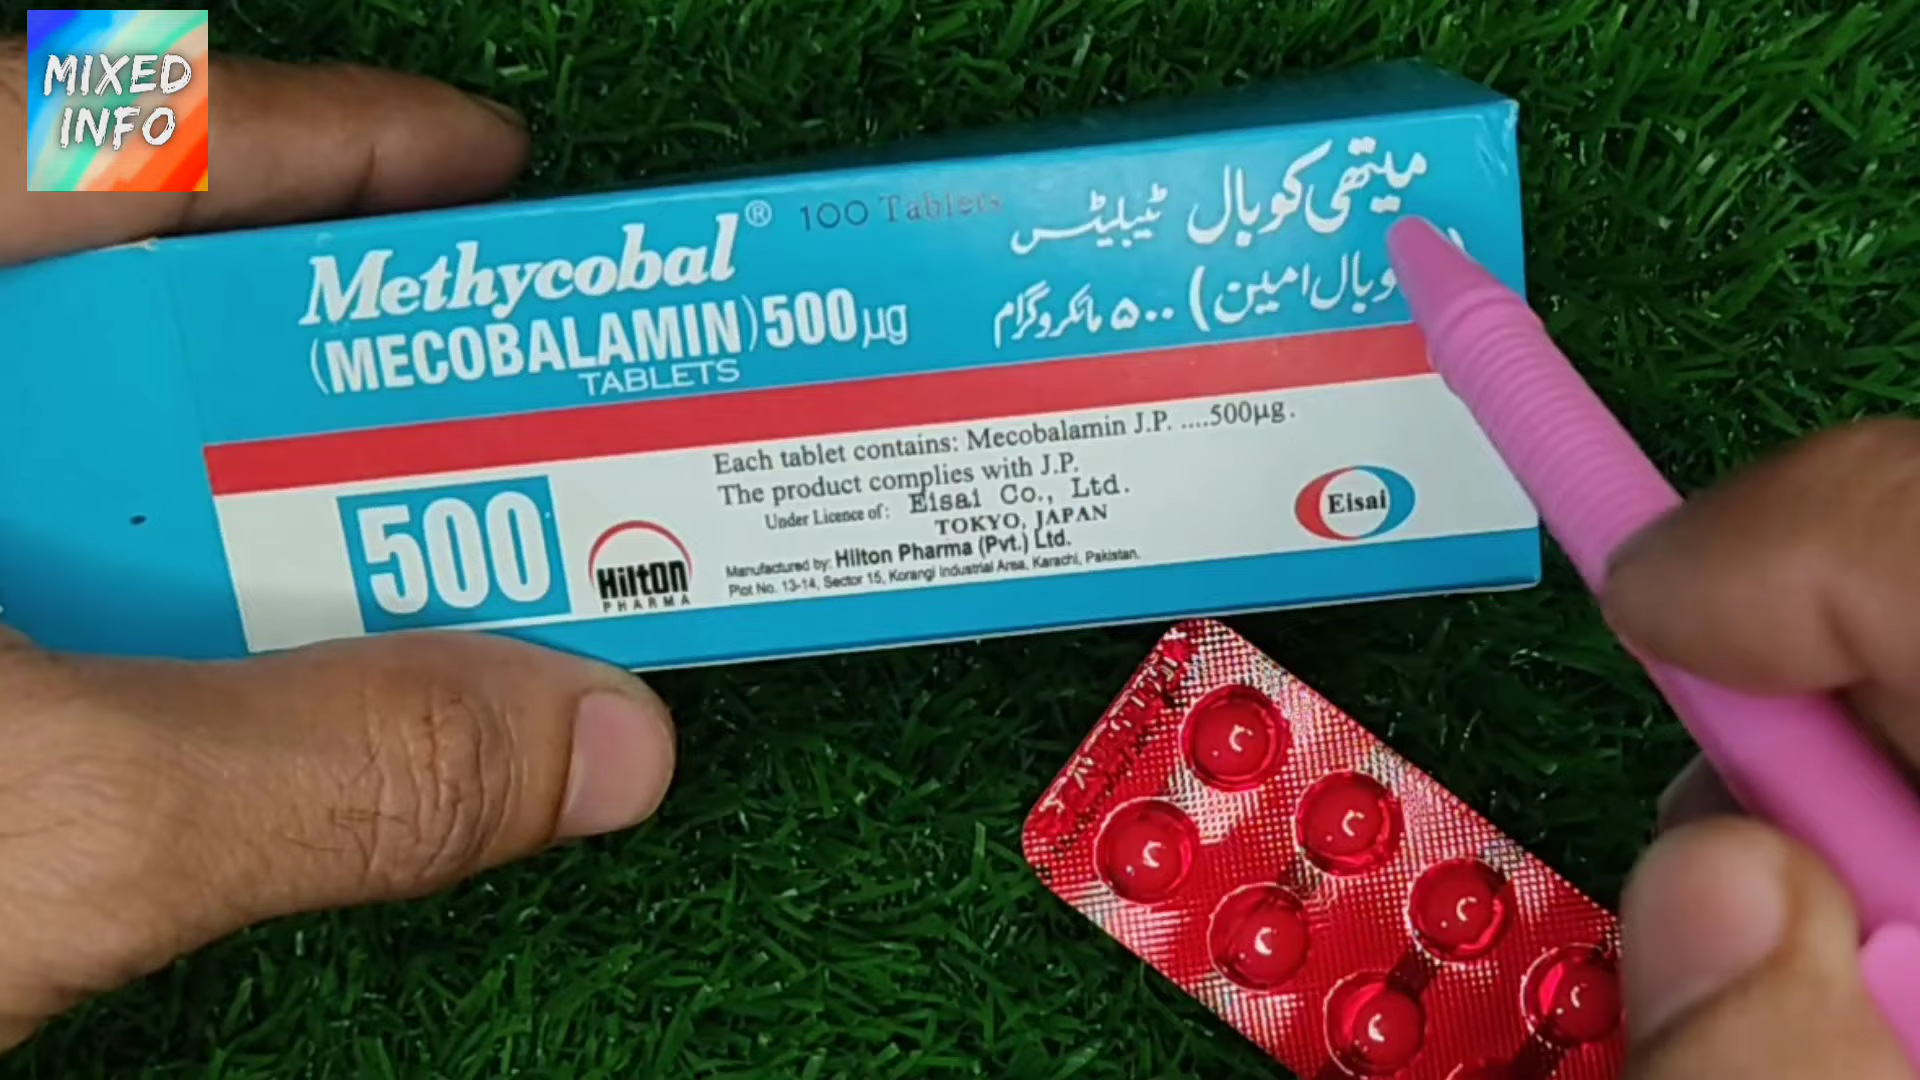 MIXED
INFO
Methycobal® 100 Tablets
(MECOBALAMIN) 500µg
TABLETS
میتھی کوبال ٹیبلیٹس
بال امین) ۵۰۰ مائکروگرام
Each tablet contains: Mecobalamin J.P. ....500µg.
The product complies with J.P.
Under Licence of: Eisai Co., Ltd.
TOKYO, JAPAN
Manufactured by: Hilton Pharma (Pvt.) Ltd.
Plot No. 13-14, Sector 15, Korangi Industrial Area, Karachi, Pakistan.
500
HiltOn
PHARMA
Eisai